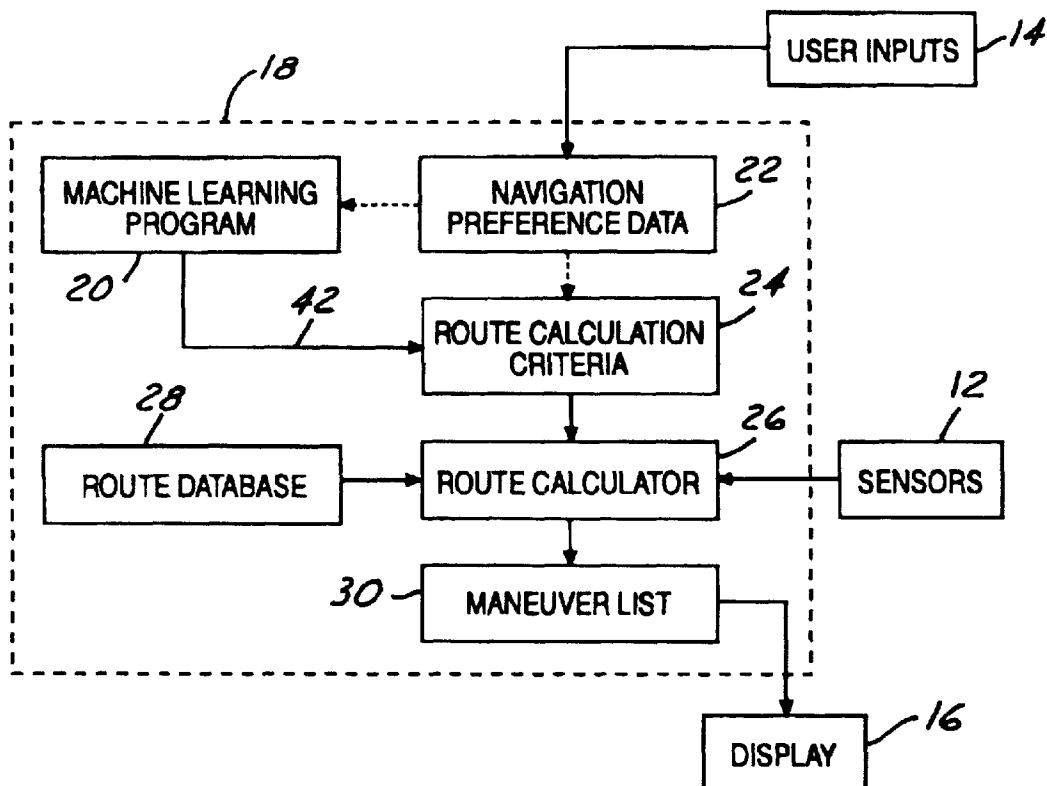 18
USER INPUTS
14
MACHINE LEARNING
PROGRAM
20
NAVIGATION
PREFERENCE DATA
22
42
ROUTE CALCULATION
CRITERIA
24
28
ROUTE DATABASE
ROUTE CALCULATOR
26
12
SENSORS
30
MANEUVER LIST
DISPLAY
16